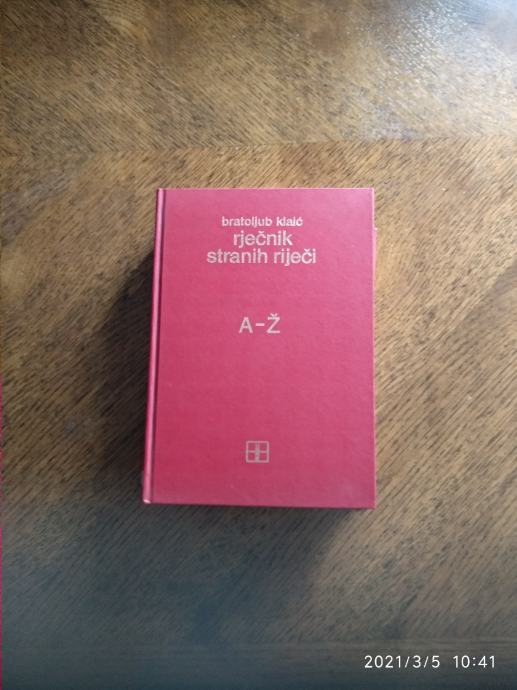 bratoljub klaić
rječnik
stranih riječi
A-Ž
2021/3/5 10:41